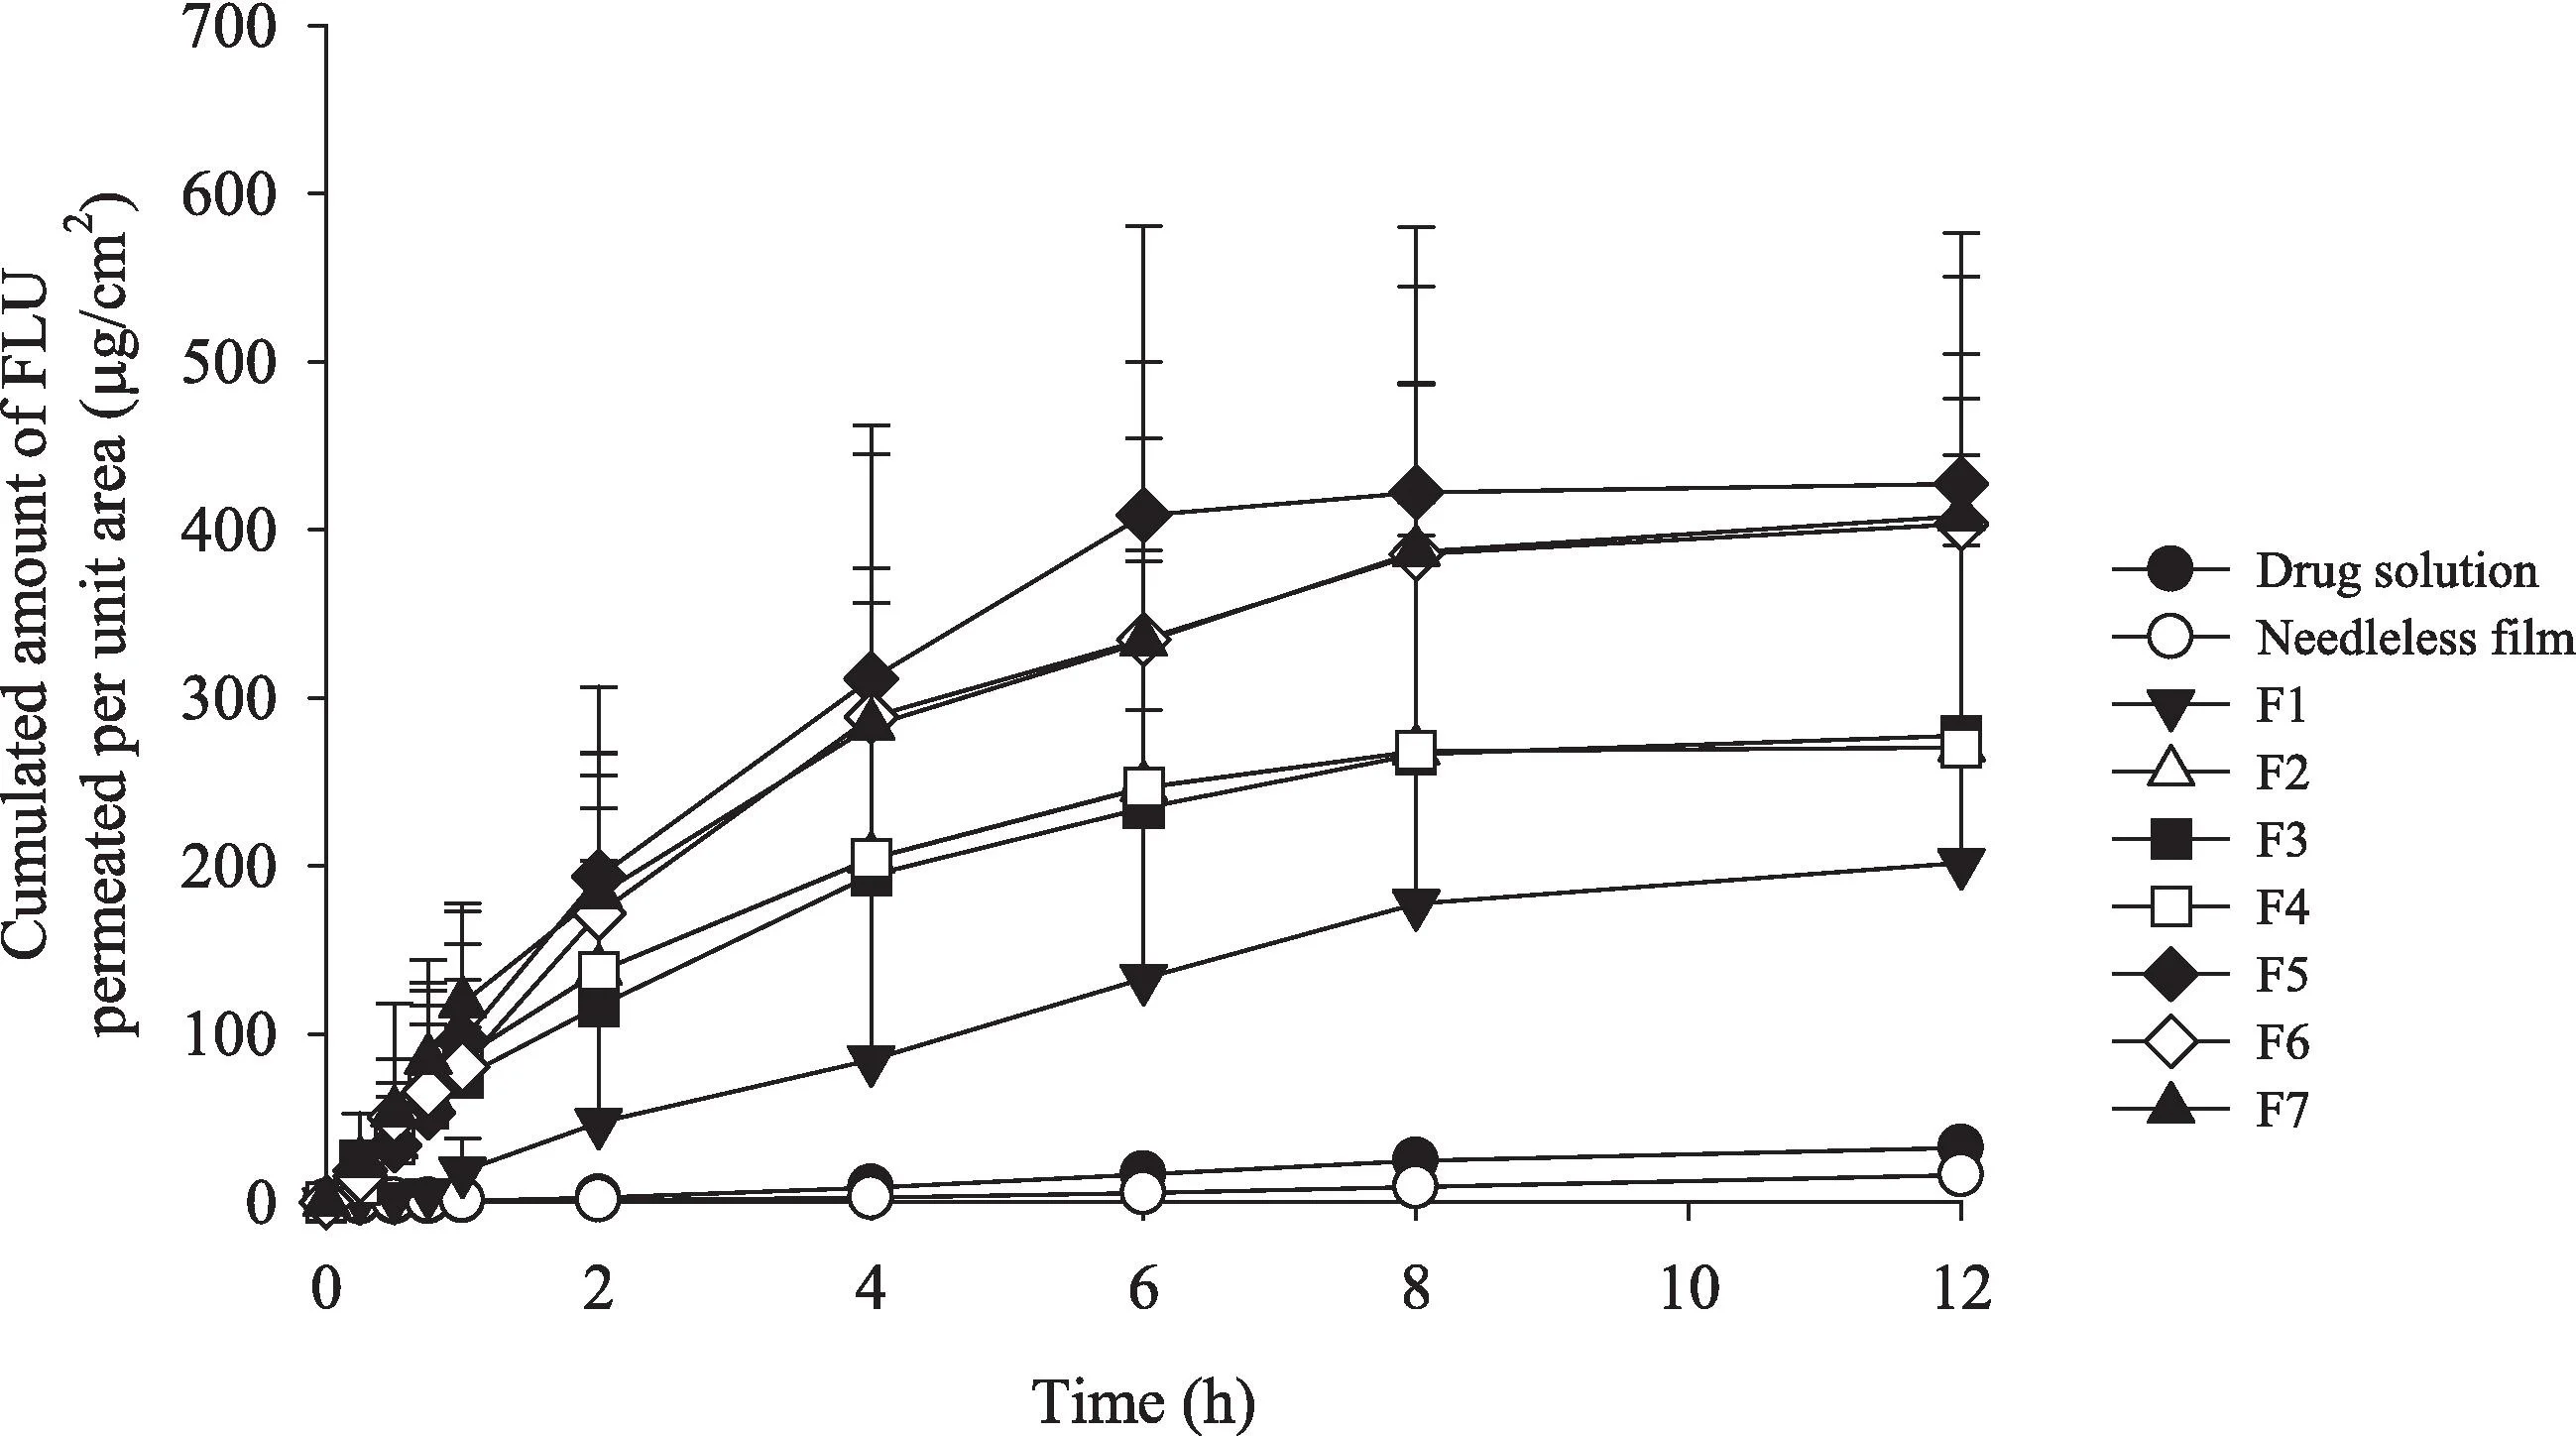 Cumulated amount of FLU
permeated per unit area (µg/cm²)
700
600
500
400
300
200
100
0
0 2 4 6 8 10 12
Time (h)
Drug solution
Needleless film
F1
F2
F3
F4
F5
F6
F7